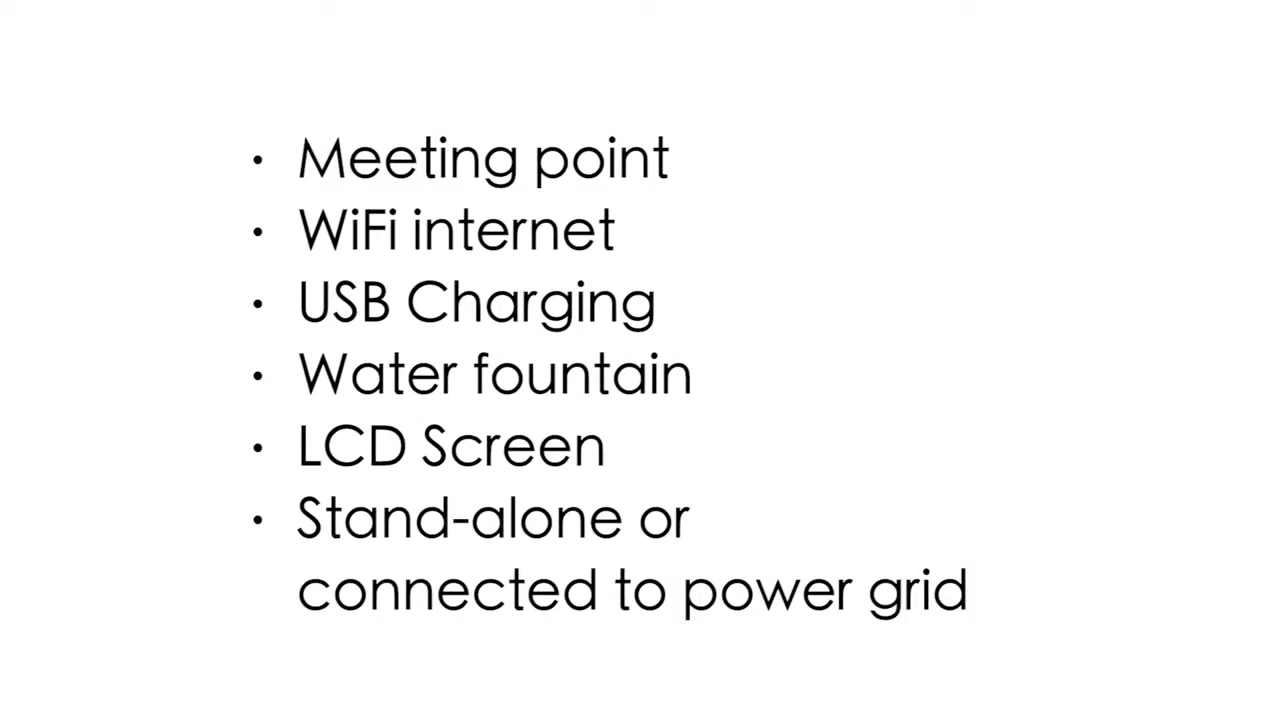 · Meeting point
· WiFi internet
· USB Charging
· Water fountain
· LCD Screen
· Stand-alone or
connected to power grid